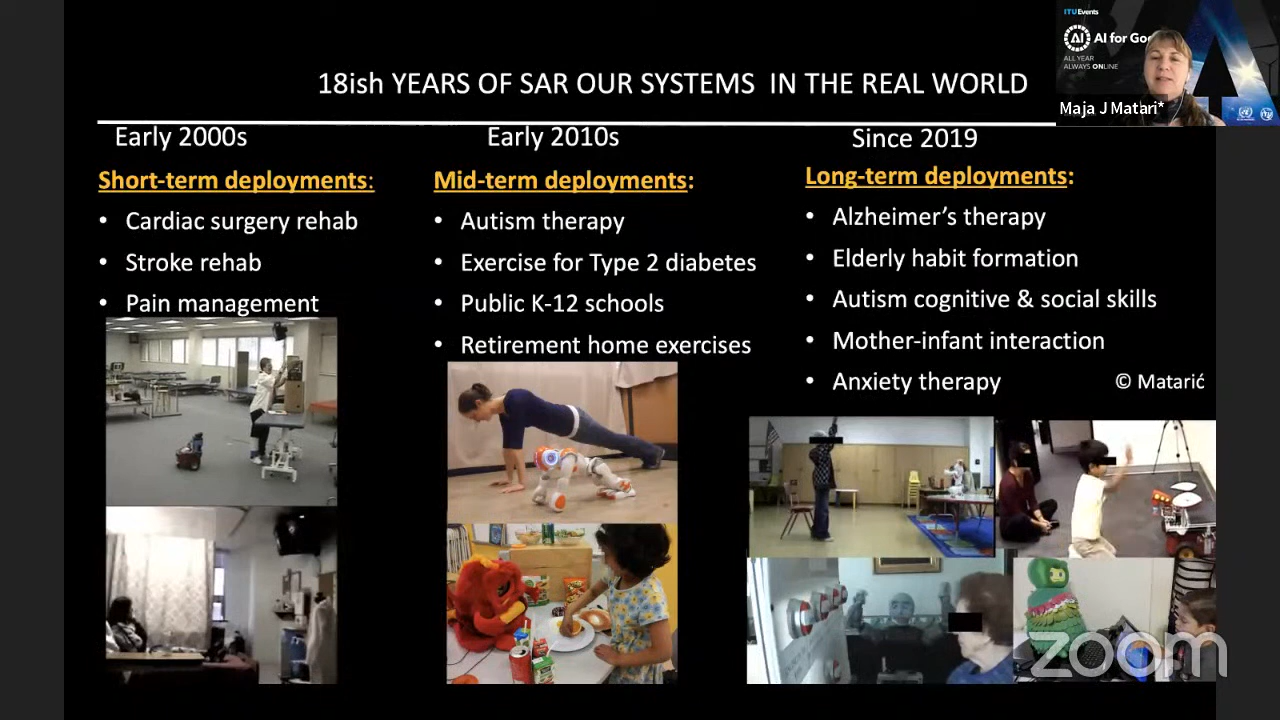 ITUEvents
AI AI for Goo
ALL YEAR
ALWAYS ONLINE
Maja J Matari*
18ish YEARS OF SAR OUR SYSTEMS IN THE REAL WORLD
Early 2000s
Short-term deployments:
• Cardiac surgery rehab
• Stroke rehab
• Pain management
Early 2010s
Mid-term deployments:
• Autism therapy
• Exercise for Type 2 diabetes
• Public K-12 schools
• Retirement home exercises
Since 2019
Long-term deployments:
• Alzheimer’s therapy
• Elderly habit formation
• Autism cognitive & social skills
• Mother-infant interaction
• Anxiety therapy
© Matarić
zoom